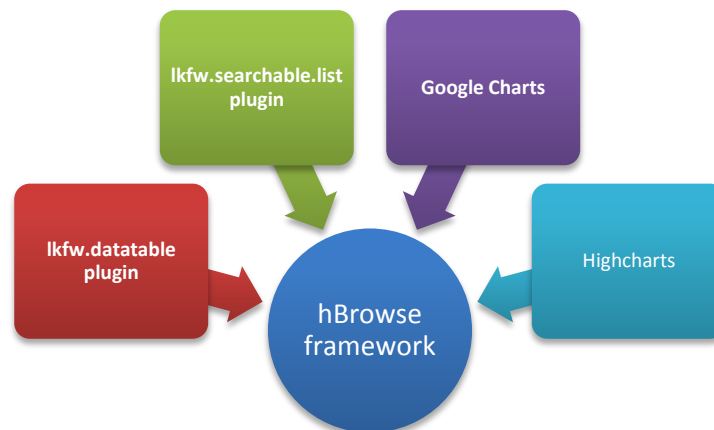 lkfw.searchable.list
plugin
Google Charts
lkfw.datatable
plugin
Highcharts
hBrowse
framework